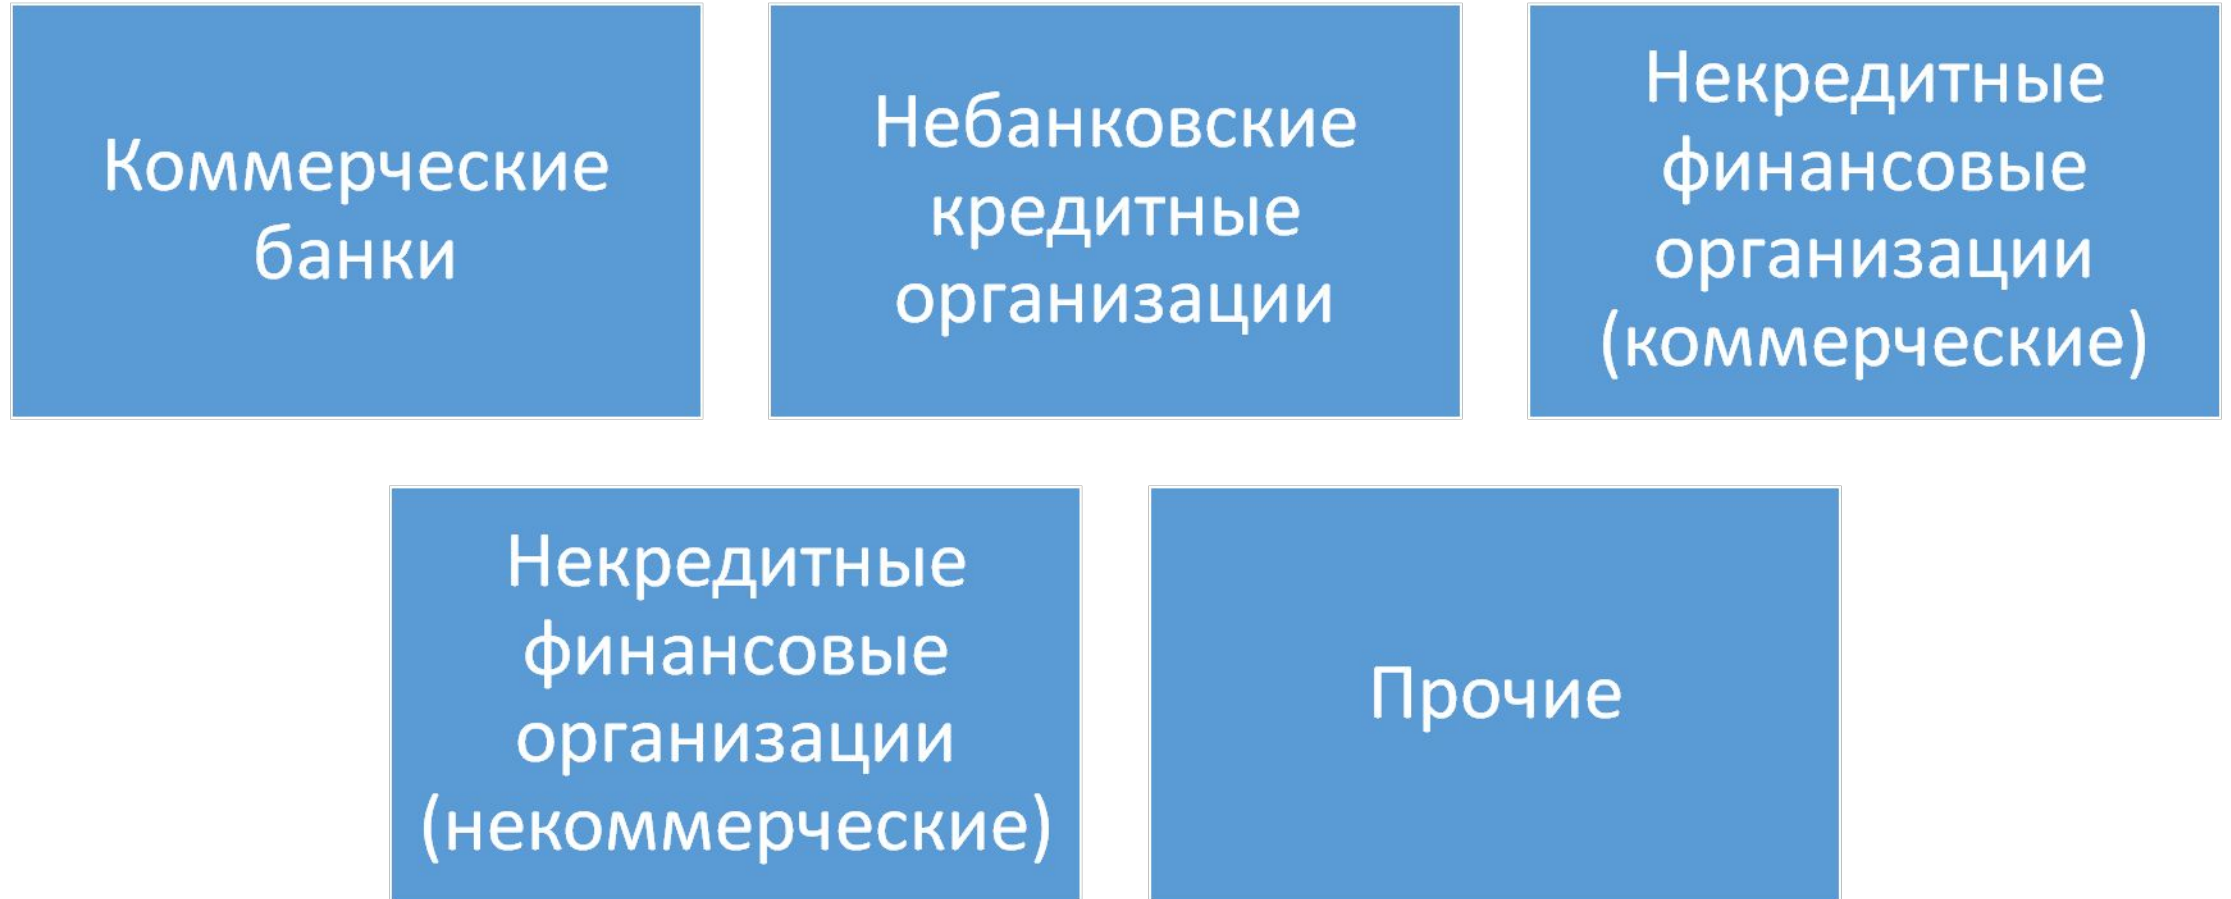 Коммерческие
банки
Небанковские
кредитные
организации
Некредитные
финансовые
организации
(коммерческие)
Некредитные
финансовые
организации
(некоммерческие)
Прочие